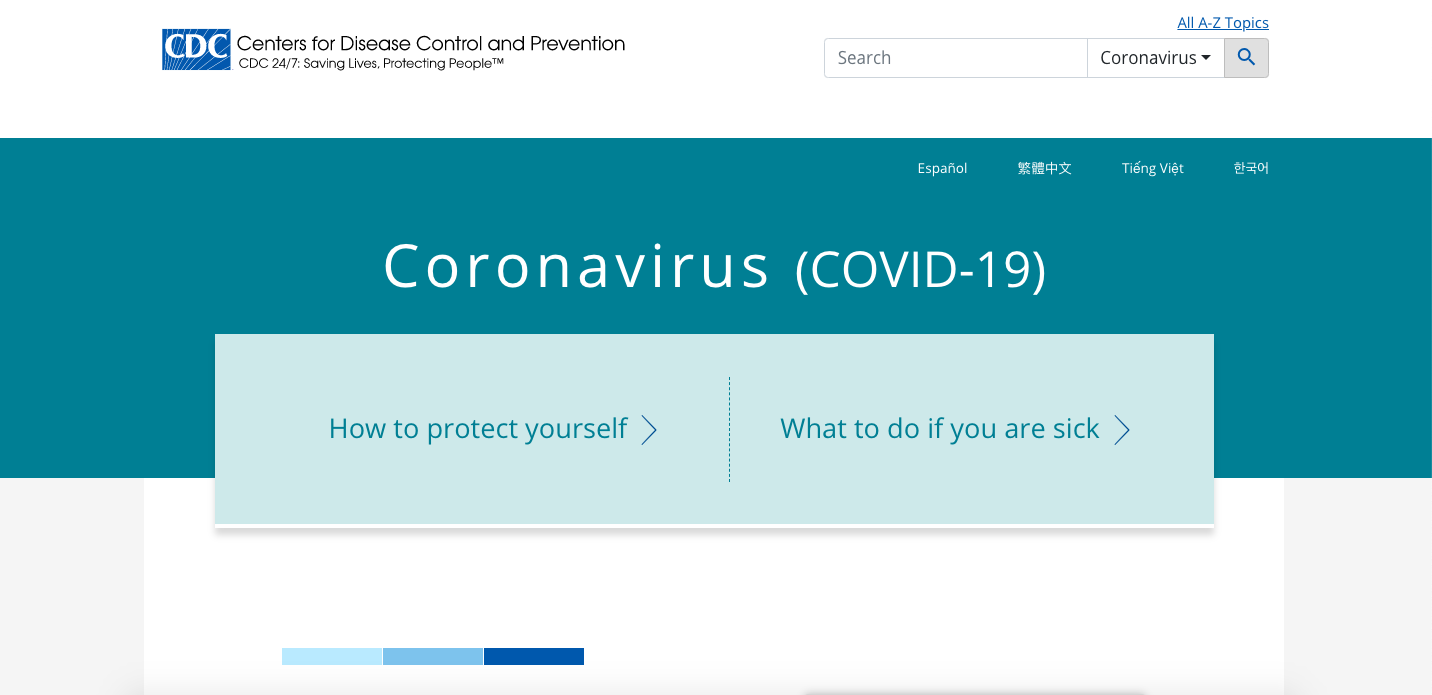 All A-Z Topics
CDC Centers for Disease Control and Prevention
CDC 24/7: Saving Lives, Protecting People™
Search
Coronavirus
Español
繁體中文
Tiếng Việt
한국어
Coronavirus (COVID-19)
How to protect yourself
What to do if you are sick